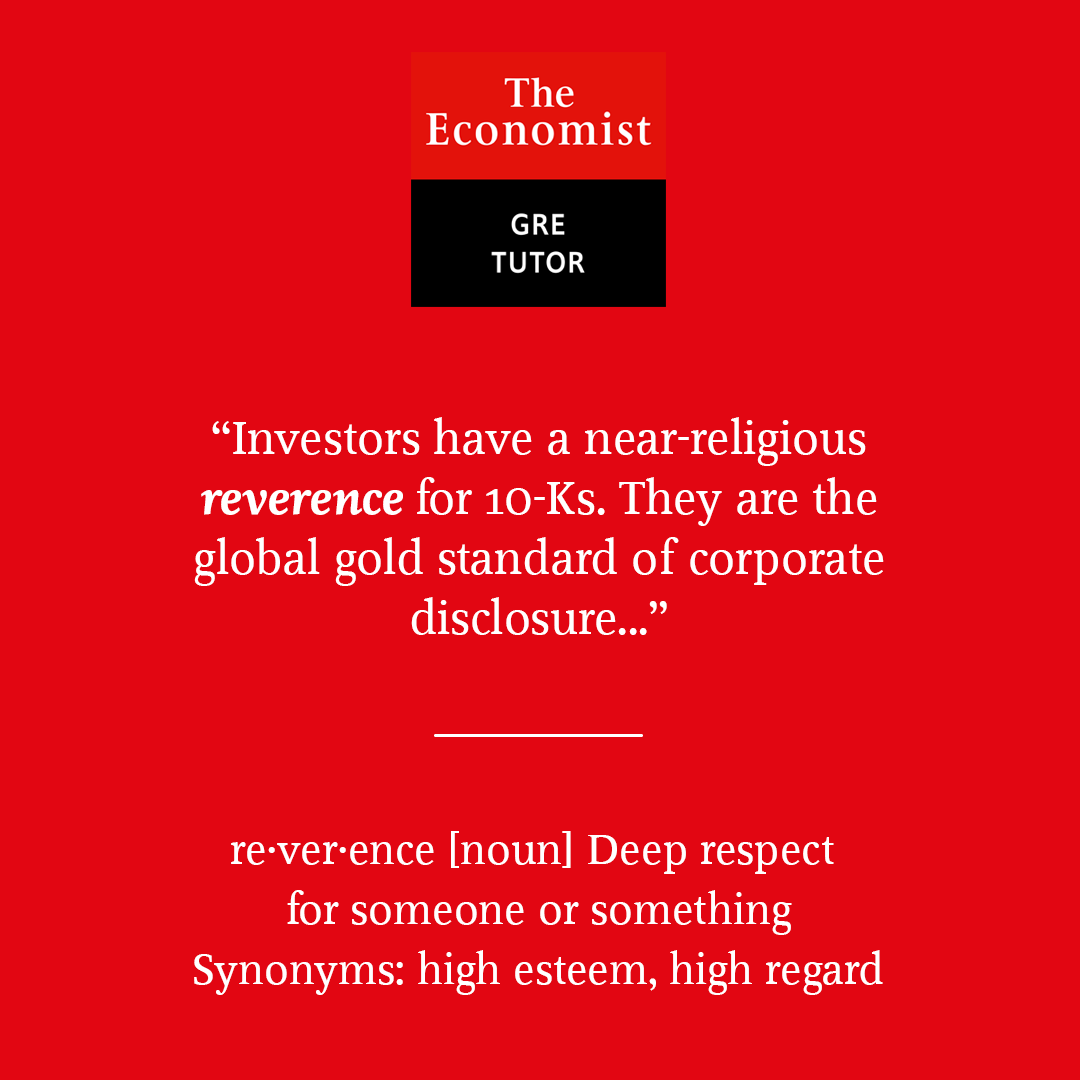 The
Economist
GRE
TUTOR
“Investors have a near-religious
reverence for 10-Ks. They are the
global gold standard of corporate
disclosure...”
re·ver·ence [noun] Deep respect
for someone or something
Synonyms: high esteem, high regard